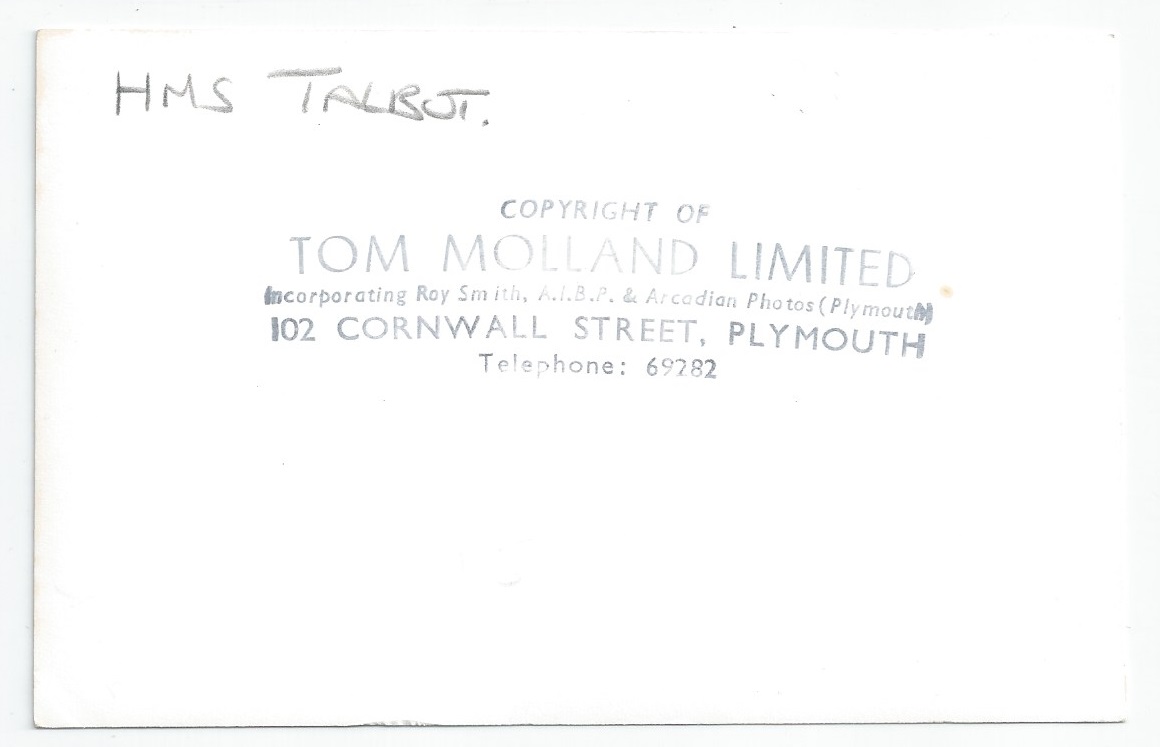 HMS TALBOT.
COPYRIGHT OF
TOM MOLLAND LIMITED
Incorporating Roy Smith, A.I.B.P. & Arcadian Photos (Plymouth)
102 CORNWALL STREET, PLYMOUTH
Telephone: 69282